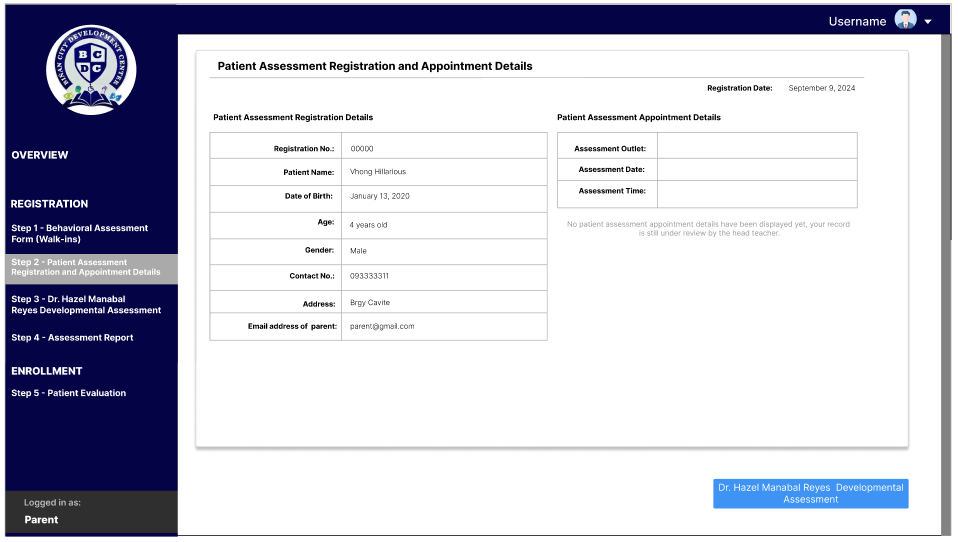 Username
BINAN CITY DEVELOPMENT CENTER
B C
D C
OVERVIEW
REGISTRATION
Step 1 - Behavioral Assessment
Form (Walk-ins)
Step 2 - Patient Assessment
Registration and Appointment Details
Step 3 - Dr. Hazel Manabal
Reyes Developmental Assessment
Step 4 - Assessment Report
ENROLLMENT
Step 5 - Patient Evaluation
Logged in as:
Parent
Patient Assessment Registration and Appointment Details
Registration Date: September 9, 2024
Patient Assessment Registration Details
Registration No.: 00000
Patient Name: Vhong Hillarious
Date of Birth: January 13, 2020
Age: 4 years old
Gender: Male
Contact No.: 093333311
Address: Brgy Cavite
Email address of parent: parent@gmail.com
Patient Assessment Appointment Details
Assessment Outlet:
Assessment Date:
Assessment Time:
No patient assessment appointment details have been displayed yet, your record
is still under review by the head teacher.
Dr. Hazel Manabal Reyes Developmental
Assessment